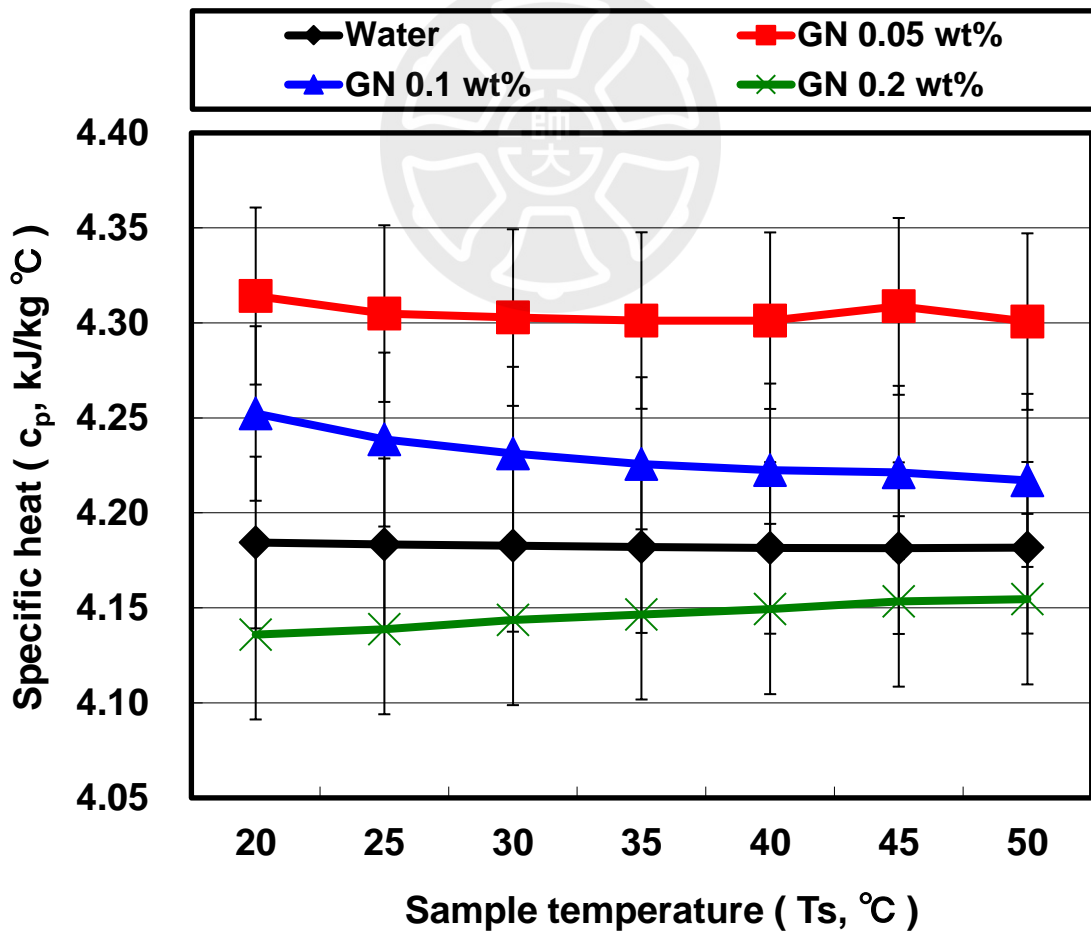 Water GN 0.05 wt%
GN 0.1 wt% GN 0.2 wt%
師
大
4.40
4.35
4.30
4.25
4.20
4.15
4.10
4.05
Specific heat ( cp, kJ/kg ℃ )
20 25 30 35 40 45 50
Sample temperature ( Ts, ℃ )